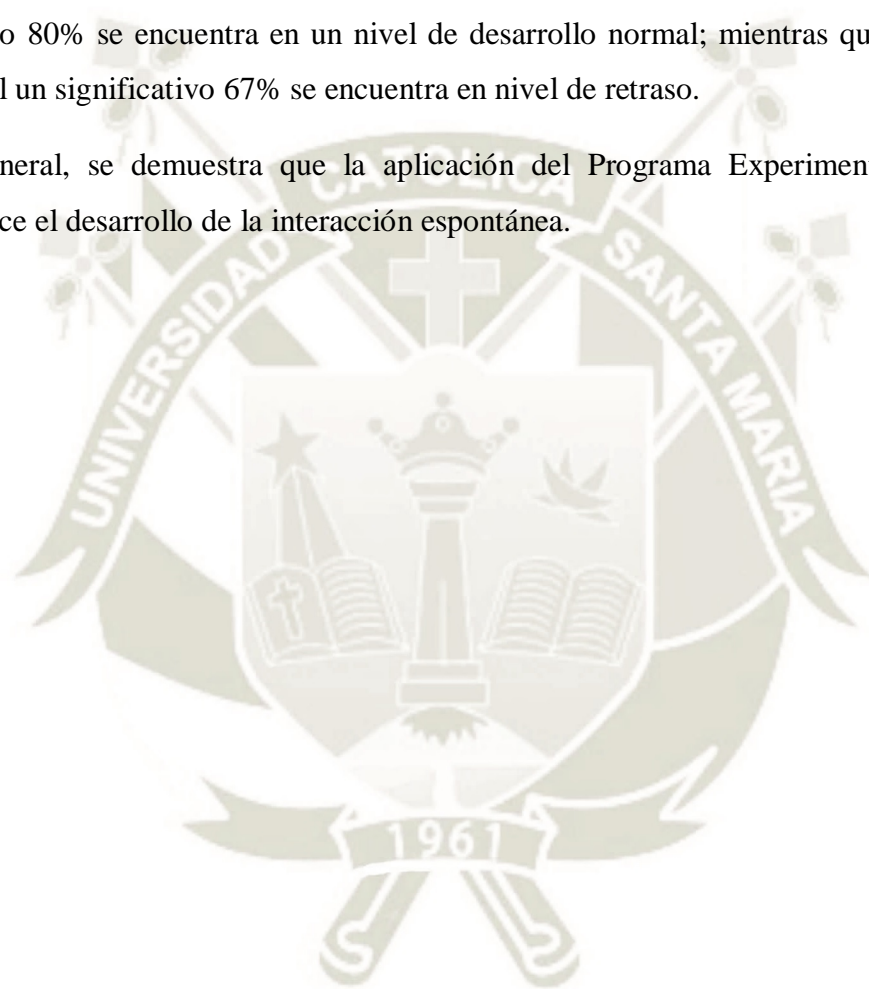 o 80% se encuentra en un nivel de desarrollo normal; mientras qu
l un significativo 67% se encuentra en nivel de retraso.
neral, se demuestra que la aplicación del Programa Experiment
ce el desarrollo de la interacción espontánea.
UNIVERSIDAD CATOLICA SANTA MARIA
1961